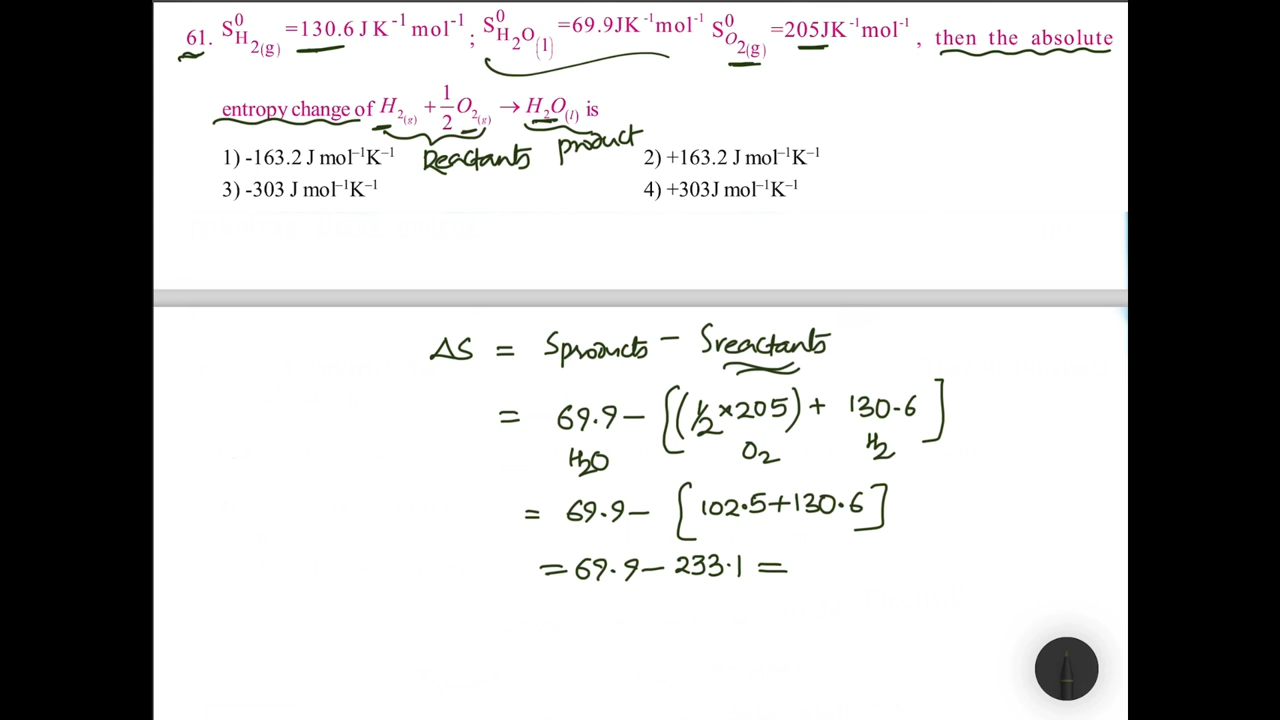 61. S⁰H₂(g) =130.6 J K⁻¹ mol⁻¹ ; S⁰H₂O(l) =69.9JK⁻¹mol⁻¹ S⁰O₂(g) =205JK⁻¹mol⁻¹ , then the absolute
entropy change of H₂(g) + 1/2 O₂(g) → H₂O(l) is
Reactants product
1) -163.2 J mol⁻¹K⁻¹ 2) +163.2 J mol⁻¹K⁻¹
3) -303 J mol⁻¹K⁻¹ 4) +303J mol⁻¹K⁻¹
ΔS = Sproducts - Sreactants
= 69.9 - [(1/2 × 205) + 130.6]
H₂O O₂ H₂
= 69.9 - [102.5+130.6]
= 69.9 - 233.1 =